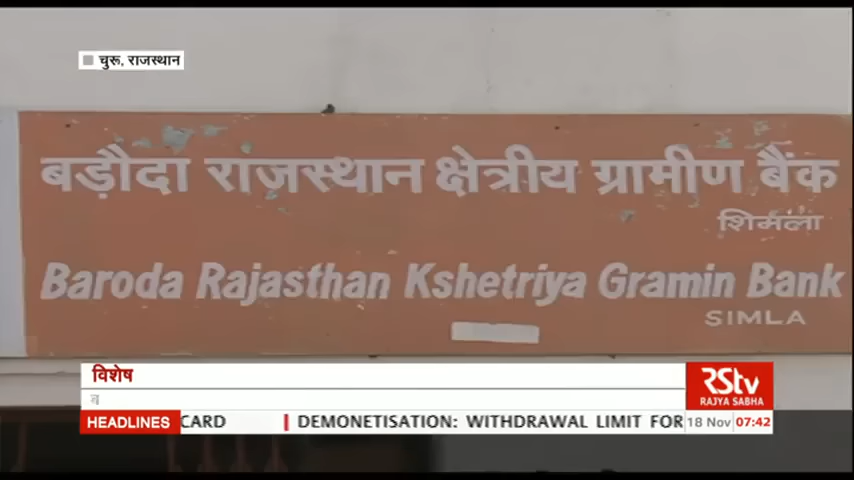 चुरू, राजस्थान
बड़ौदा राजस्थान क्षेत्रीय ग्रामीण बैंक
शिमला
Baroda Rajasthan Kshetriya Gramin Bank
SIMLA
विशेष
ब
RStv
RAJYA SABHA
HEADLINES CARD DEMONETISATION: WITHDRAWAL LIMIT FOR 18 Nov 07:42